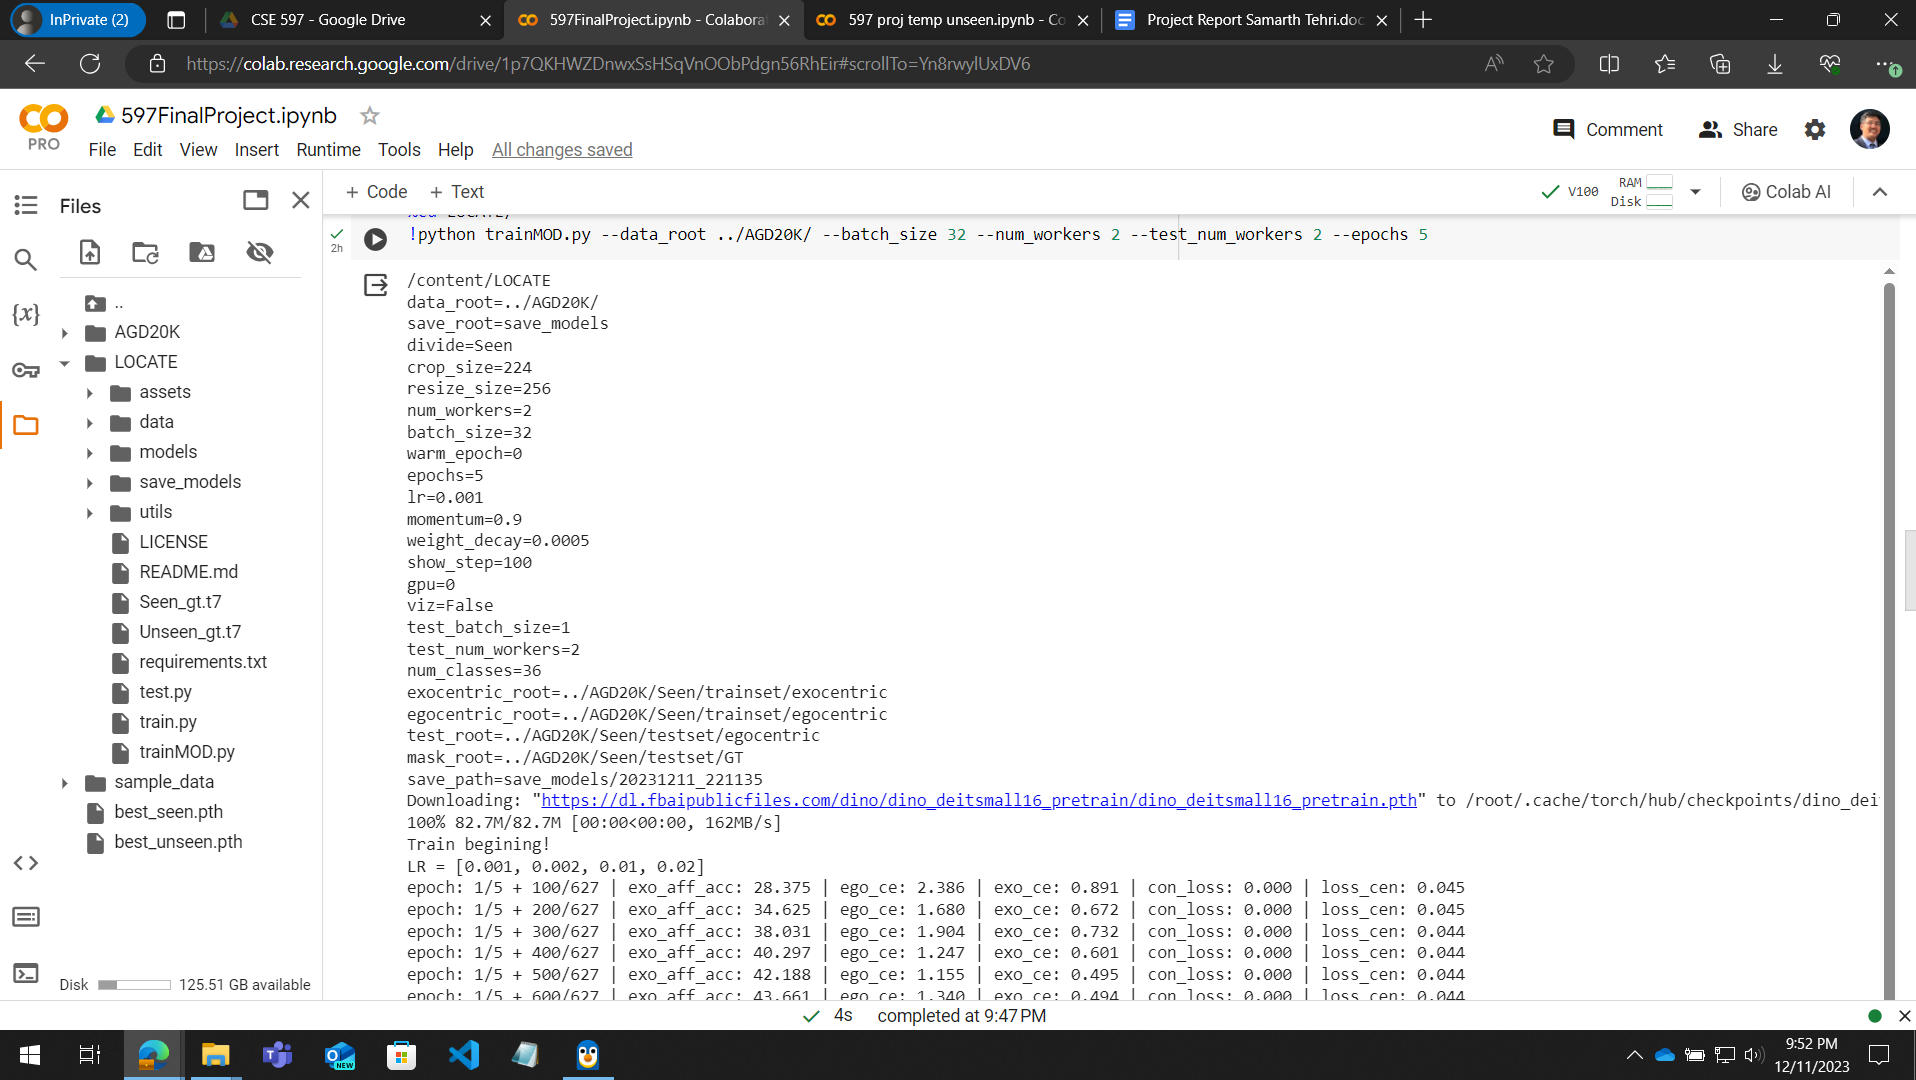 InPrivate (2)
CSE 597 - Google Drive
597FinalProject.ipynb - Colaborat
597 proj temp unseen.ipynb - Co
Project Report Samarth Tehri.doc
https://colab.research.google.com/drive/1p7QKHWZDnwxSsHSqVnOObPdgn56RhEir#scrollTo=Yn8rwylUxDV6
PRO
597FinalProject.ipynb
File Edit View Insert Runtime Tools Help All changes saved
Comment
Share
Files
+ Code + Text
V100
RAM
Disk
Colab AI
{x}
..
AGD20K
LOCATE
assets
data
models
save_models
utils
LICENSE
README.md
Seen_gt.t7
Unseen_gt.t7
requirements.txt
test.py
train.py
trainMOD.py
sample_data
best_seen.pth
best_unseen.pth
Disk 125.51 GB available
2h
%cd LOCATE/
!python trainMOD.py --data_root ../AGD20K/ --batch_size 32 --num_workers 2 --test_num_workers 2 --epochs 5
/content/LOCATE
data_root=../AGD20K/
save_root=save_models
divide=Seen
crop_size=224
resize_size=256
num_workers=2
batch_size=32
warm_epoch=0
epochs=5
lr=0.001
momentum=0.9
weight_decay=0.0005
show_step=100
gpu=0
viz=False
test_batch_size=1
test_num_workers=2
num_classes=36
exocentric_root=../AGD20K/Seen/trainset/exocentric
egocentric_root=../AGD20K/Seen/trainset/egocentric
test_root=../AGD20K/Seen/testset/egocentric
mask_root=../AGD20K/Seen/testset/GT
save_path=save_models/20231211_221135
Downloading: "https://dl.fbaipublicfiles.com/dino/dino_deitsmall16_pretrain/dino_deitsmall16_pretrain.pth" to /root/.cache/torch/hub/checkpoints/dino_dei
100% 82.7M/82.7M [00:00<00:00, 162MB/s]
Train begining!
LR = [0.001, 0.002, 0.01, 0.02]
epoch: 1/5 + 100/627 | exo_aff_acc: 28.375 | ego_ce: 2.386 | exo_ce: 0.891 | con_loss: 0.000 | loss_cen: 0.045
epoch: 1/5 + 200/627 | exo_aff_acc: 34.625 | ego_ce: 1.680 | exo_ce: 0.672 | con_loss: 0.000 | loss_cen: 0.045
epoch: 1/5 + 300/627 | exo_aff_acc: 38.031 | ego_ce: 1.904 | exo_ce: 0.732 | con_loss: 0.000 | loss_cen: 0.044
epoch: 1/5 + 400/627 | exo_aff_acc: 40.297 | ego_ce: 1.247 | exo_ce: 0.601 | con_loss: 0.000 | loss_cen: 0.044
epoch: 1/5 + 500/627 | exo_aff_acc: 42.188 | ego_ce: 1.155 | exo_ce: 0.495 | con_loss: 0.000 | loss_cen: 0.044
epoch: 1/5 + 600/627 | exo_aff_acc: 43.661 | ego_ce: 1.340 | exo_ce: 0.494 | con_loss: 0.000 | loss_cen: 0.044
4s completed at 9:47 PM
NEW
9:52 PM
12/11/2023